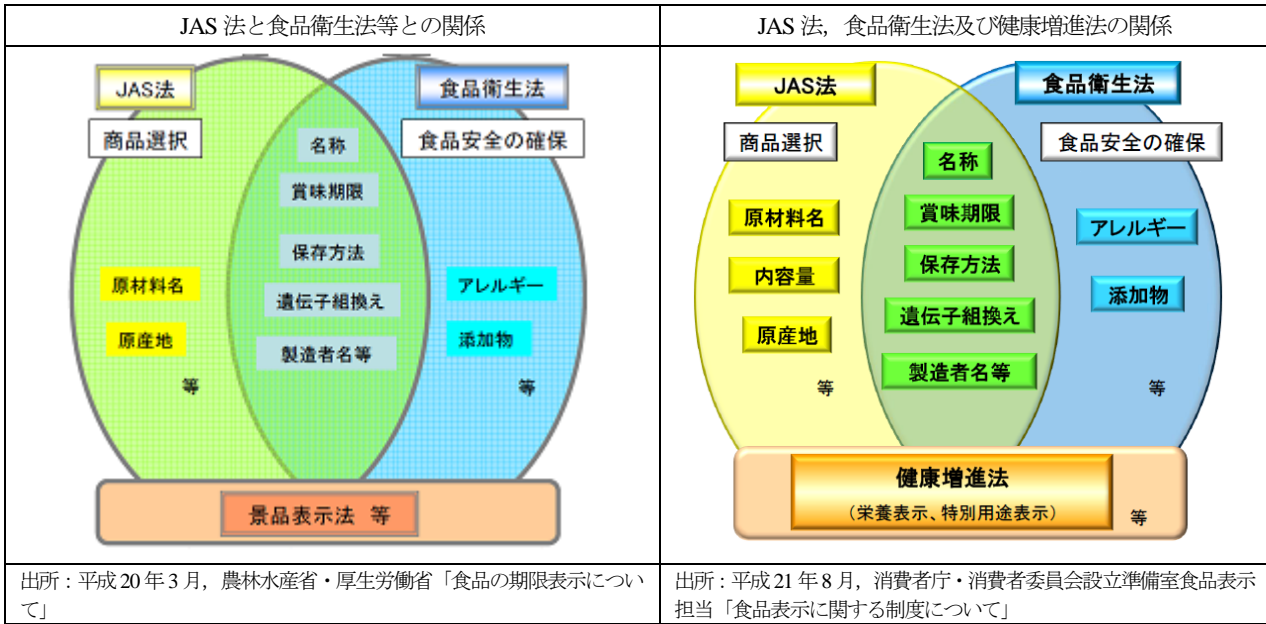 JAS 法と食品衛生法等との関係
JAS法
食品衛生法
商品選択
食品安全の確保
名称
賞味期限
保存方法
遺伝子組換え
製造者名等
原材料名
原産地
等
アレルギー
添加物
等
景品表示法 等
出所：平成 20 年 3 月，農林水産省・厚生労働省「食品の期限表示につい
て」
JAS 法，食品衛生法及び健康増進法の関係
JAS法
食品衛生法
商品選択
食品安全の確保
名称
賞味期限
保存方法
遺伝子組換え
製造者名等
原材料名
内容量
原産地
等
アレルギー
添加物
等
健康増進法
（栄養表示、特別用途表示）
等
出所：平成 21 年 8 月，消費者庁・消費者委員会設立準備室食品表示
担当「食品表示に関する制度について」